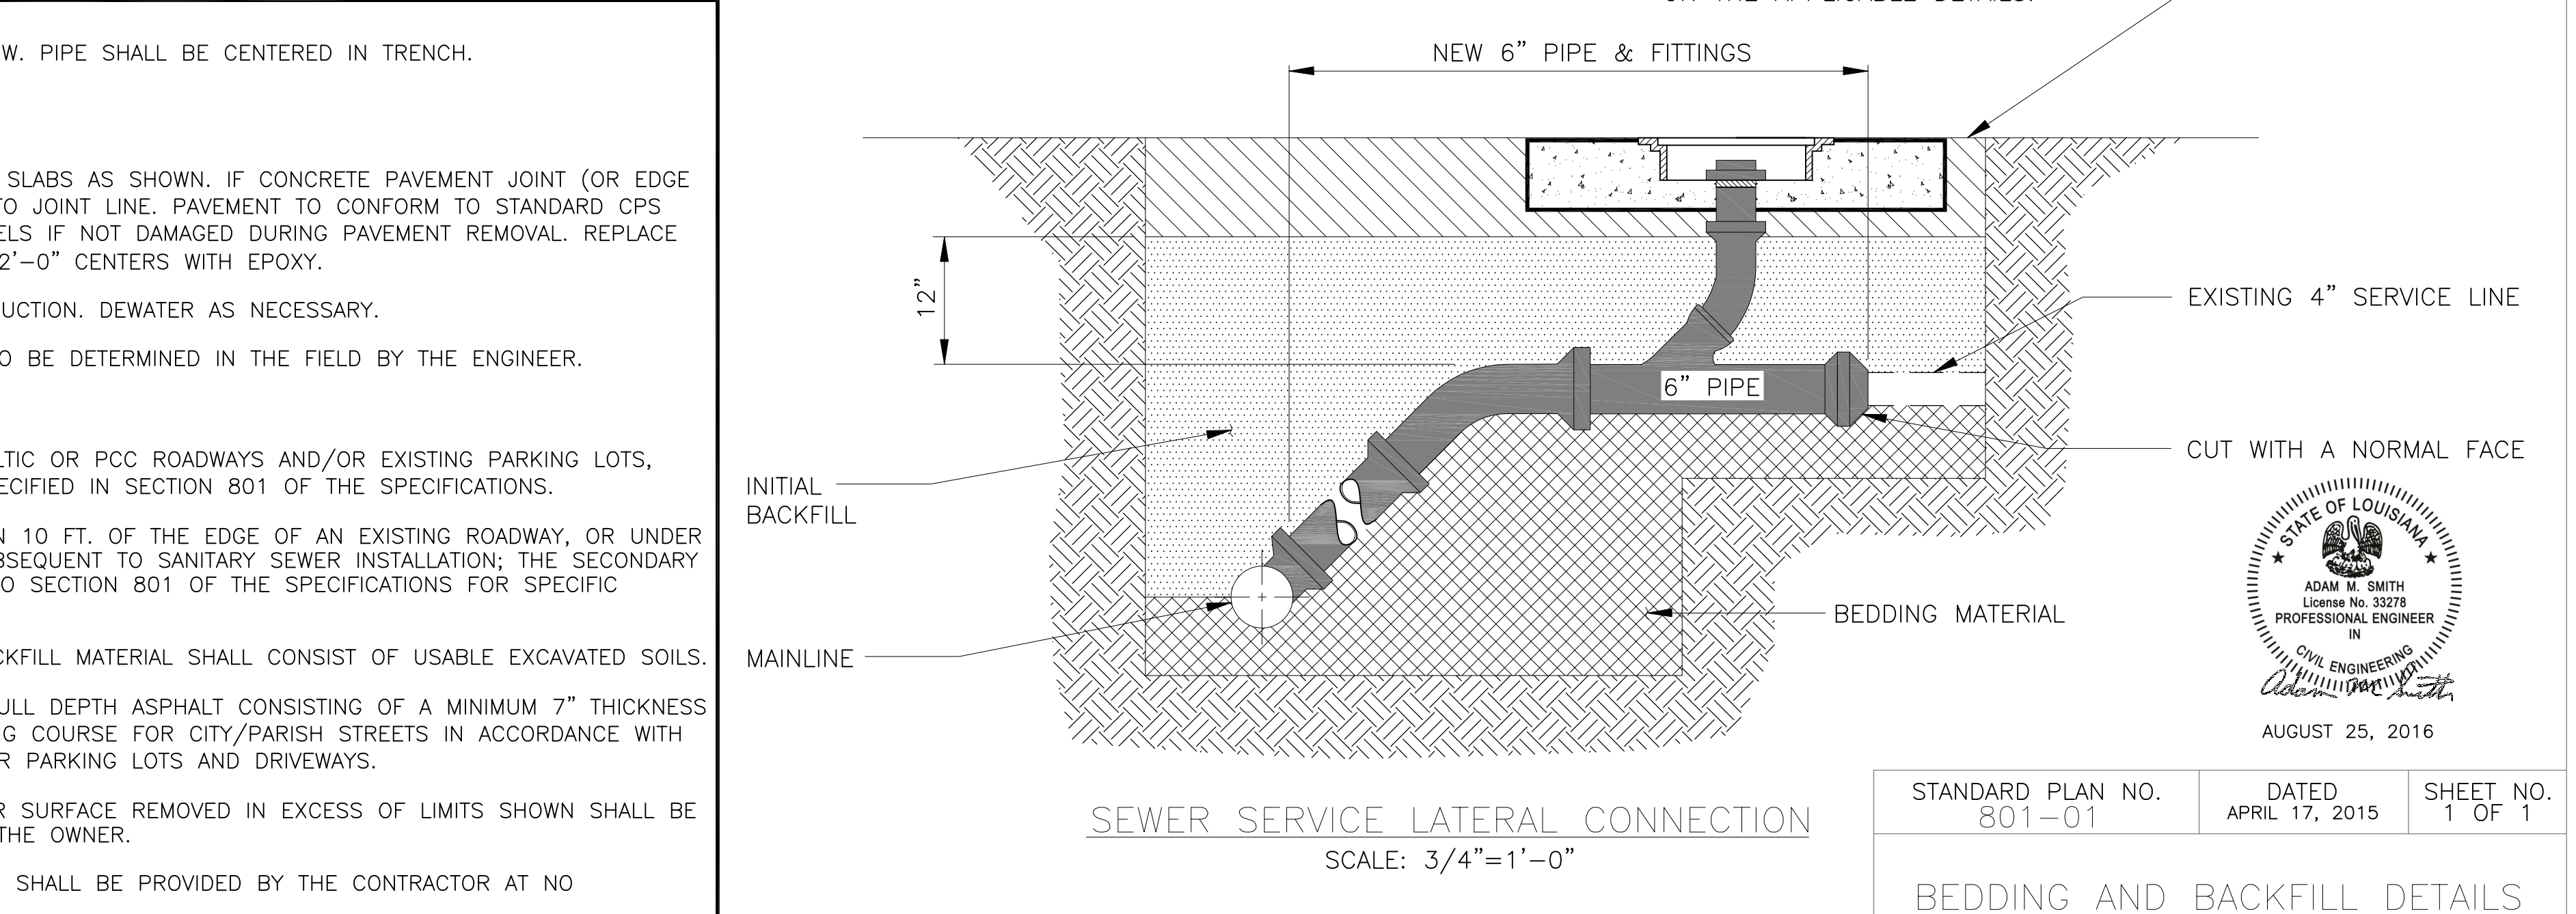 W. PIPE SHALL BE CENTERED IN TRENCH.
SLABS AS SHOWN. IF CONCRETE PAVEMENT JOINT (OR EDGE
TO JOINT LINE. PAVEMENT TO CONFORM TO STANDARD CPS
ELS IF NOT DAMAGED DURING PAVEMENT REMOVAL. REPLACE
2'-0" CENTERS WITH EPOXY.
UCTION. DEWATER AS NECESSARY.
O BE DETERMINED IN THE FIELD BY THE ENGINEER.
LTIC OR PCC ROADWAYS AND/OR EXISTING PARKING LOTS,
ECIFIED IN SECTION 801 OF THE SPECIFICATIONS.
N 10 FT. OF THE EDGE OF AN EXISTING ROADWAY, OR UNDER
BSEQUENT TO SANITARY SEWER INSTALLATION; THE SECONDARY
O SECTION 801 OF THE SPECIFICATIONS FOR SPECIFIC
CKFILL MATERIAL SHALL CONSIST OF USABLE EXCAVATED SOILS.
ULL DEPTH ASPHALT CONSISTING OF A MINIMUM 7" THICKNESS
NG COURSE FOR CITY/PARISH STREETS IN ACCORDANCE WITH
R PARKING LOTS AND DRIVEWAYS.
R SURFACE REMOVED IN EXCESS OF LIMITS SHOWN SHALL BE
THE OWNER.
SHALL BE PROVIDED BY THE CONTRACTOR AT NO
ON THE APPLICABLE DETAILS.
NEW 6" PIPE & FITTINGS
12"
EXISTING 4" SERVICE LINE
6" PIPE
CUT WITH A NORMAL FACE
INITIAL
BACKFILL
BEDDING MATERIAL
MAINLINE
STATE OF LOUISIANA
ADAM M. SMITH
License No. 33278
PROFESSIONAL ENGINEER
IN
CIVIL ENGINEERING
Adam M Smith
AUGUST 25, 2016
SEWER SERVICE LATERAL CONNECTION
SCALE: 3/4"=1'-0"
STANDARD PLAN NO.
801-01
DATED
APRIL 17, 2015
SHEET NO.
1 OF 1
BEDDING AND BACKFILL DETAILS